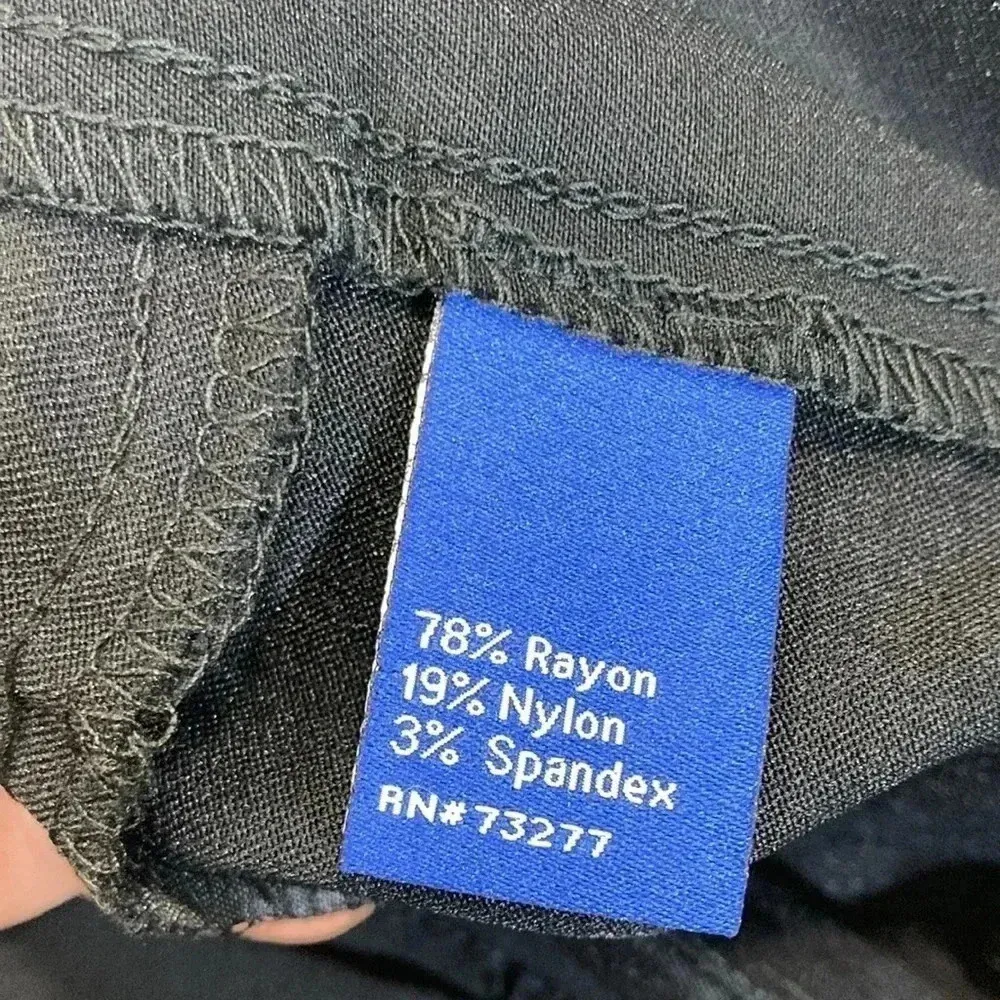 78% Rayon
19% Nylon
3% Spandex
RN# 73277